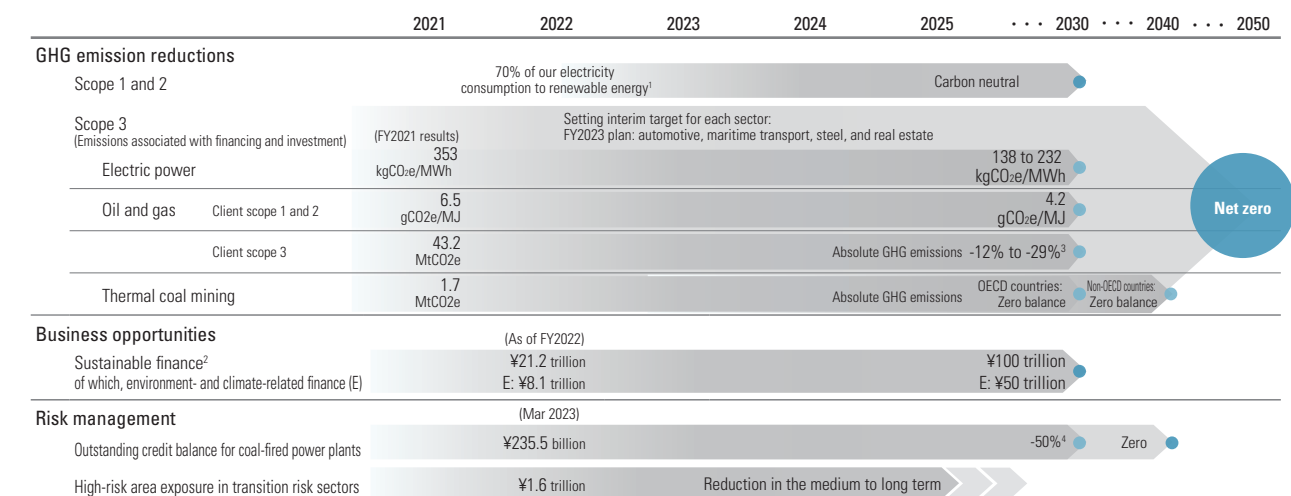 2021 2022 2023 2024 2025 ・・・ 2030 ・・・ 2040 ・・・ 2050
GHG emission reductions
Scope 1 and 2
70% of our electricity
consumption to renewable energy1
Carbon neutral
Scope 3
(Emissions associated with financing and investment)
(FY2021 results)
Setting interim target for each sector:
FY2023 plan: automotive, maritime transport, steel, and real estate
Electric power
353
kgCO2e/MWh
138 to 232
kgCO2e/MWh
Oil and gas Client scope 1 and 2
6.5
gCO2e/MJ
4.2
gCO2e/MJ
Net zero
Client scope 3
43.2
MtCO2e
Absolute GHG emissions -12% to -29%3
Thermal coal mining
1.7
MtCO2e
Absolute GHG emissions
OECD countries:
Zero balance
Non-OECD countries:
Zero balance
Business opportunities
(As of FY2022)
Sustainable finance2
of which, environment- and climate-related finance (E)
¥21.2 trillion
E: ¥8.1 trillion
¥100 trillion
E: ¥50 trillion
Risk management
(Mar 2023)
Outstanding credit balance for coal-fired power plants
¥235.5 billion
-50%4
Zero
High-risk area exposure in transition risk sectors
¥1.6 trillion
Reduction in the medium to long term